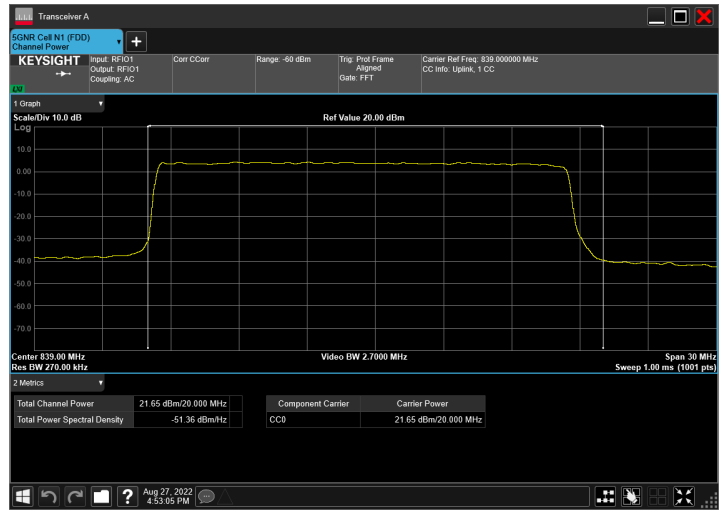 Transceiver A
5GNR Cell N1 (FDD)
Channel Power
+
KEYSIGHT
LXI
Input: RFIO1
Output: RFIO1
Coupling: AC
Corr CCorr
Range: -60 dBm
Trig: Prot Frame
Aligned
Gate: FFT
Carrier Ref Freq: 839.000000 MHz
CC Info: Uplink, 1 CC
1 Graph
Scale/Div 10.0 dB
Ref Value 20.00 dBm
Log
10.0
0.00
-10.0
-20.0
-30.0
-40.0
-50.0
-60.0
-70.0
Center 839.00 MHz
Video BW 2.7000 MHz
Span 30 MHz
Res BW 270.00 kHz
Sweep 1.00 ms (1001 pts)
2 Metrics
Total Channel Power 21.65 dBm/20.000 MHz
Total Power Spectral Density -51.36 dBm/Hz
Component Carrier Carrier Power
CC0 21.65 dBm/20.000 MHz
?
Aug 27, 2022
4:53:05 PM